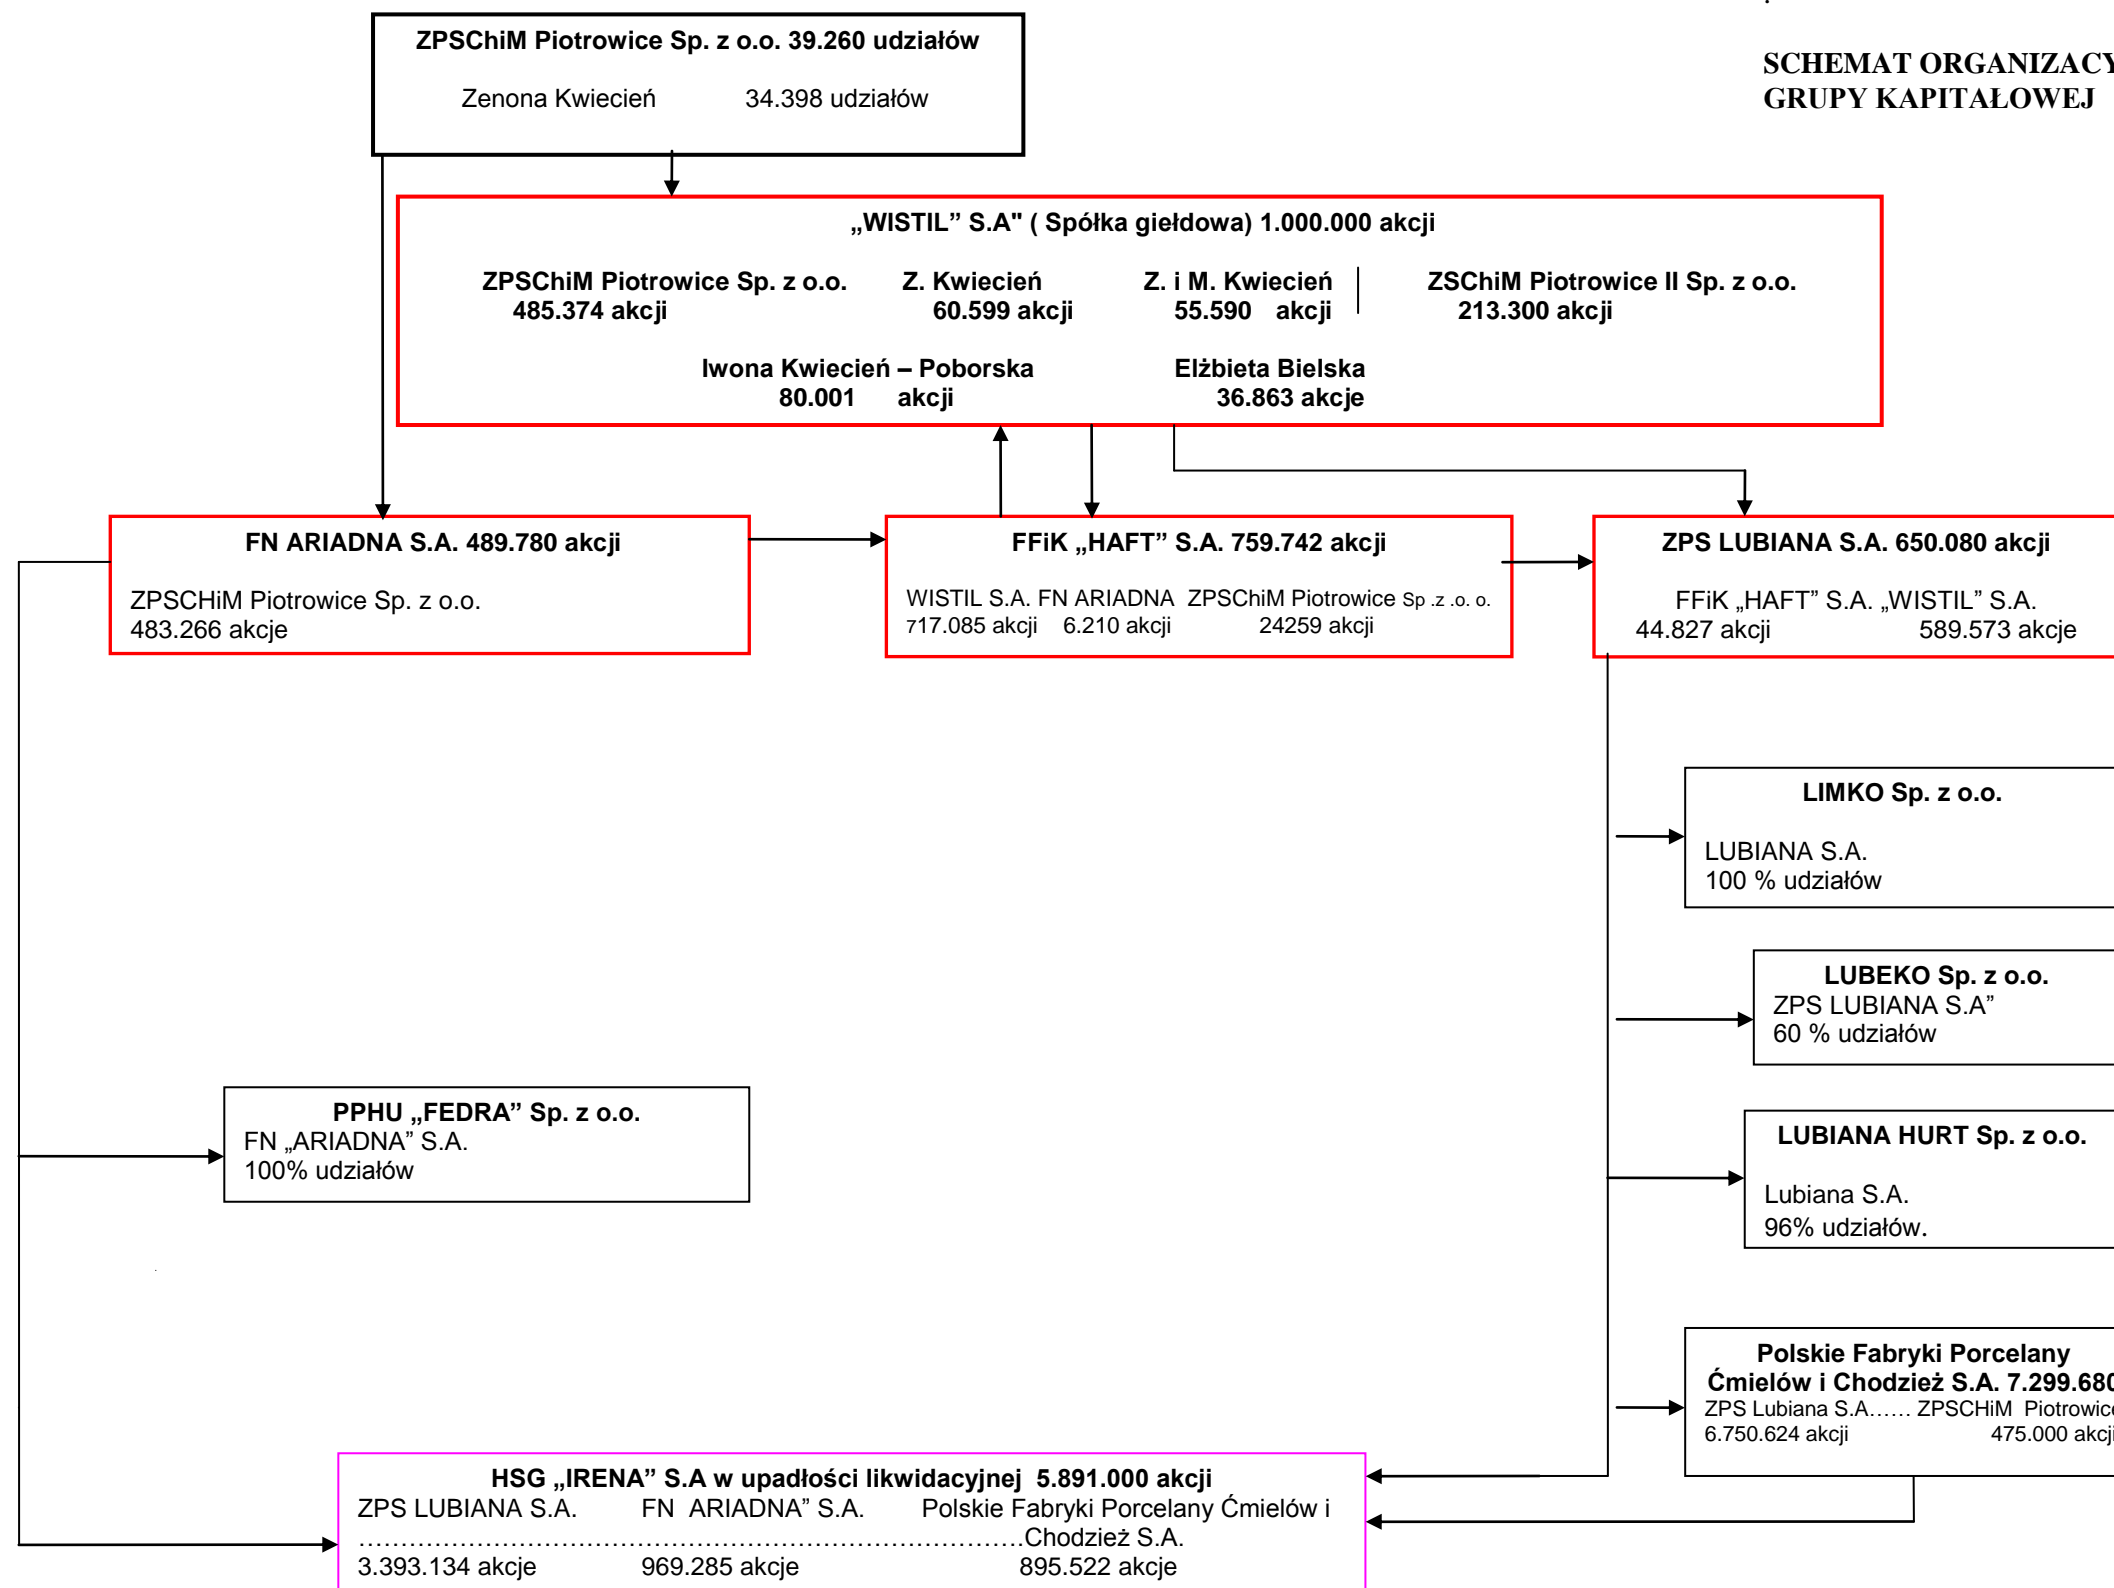 ZPSChiM Piotrowice Sp. z o.o. 39.260 udziałów
Zenona Kwiecień 34.398 udziałów
SCHEMAT ORGANIZACY
GRUPY KAPITAŁOWEJ
„WISTIL” S.A" ( Spółka giełdowa) 1.000.000 akcji
ZPSChiM Piotrowice Sp. z o.o. Z. Kwiecień Z. i M. Kwiecień ZSChiM Piotrowice II Sp. z o.o.
485.374 akcji 60.599 akcji 55.590 akcji 213.300 akcji
Iwona Kwiecień – Poborska Elżbieta Bielska
80.001 akcji 36.863 akcje
FN ARIADNA S.A. 489.780 akcji
ZPSCHiM Piotrowice Sp. z o.o.
483.266 akcje
FFiK „HAFT” S.A. 759.742 akcji
WISTIL S.A. FN ARIADNA ZPSChiM Piotrowice Sp .z .o. o.
717.085 akcji 6.210 akcji 24259 akcji
ZPS LUBIANA S.A. 650.080 akcji
FFiK „HAFT” S.A. „WISTIL” S.A.
44.827 akcji 589.573 akcje
LIMKO Sp. z o.o.
LUBIANA S.A.
100 % udziałów
LUBEKO Sp. z o.o.
ZPS LUBIANA S.A”
60 % udziałów
PPHU „FEDRA” Sp. z o.o.
FN „ARIADNA” S.A.
100% udziałów
LUBIANA HURT Sp. z o.o.
Lubiana S.A.
96% udziałów.
Polskie Fabryki Porcelany
Ćmielów i Chodzież S.A. 7.299.680
ZPS Lubiana S.A…… ZPSCHiM Piotrowice
6.750.624 akcji 475.000 akcji
HSG „IRENA” S.A w upadłości likwidacyjnej 5.891.000 akcji
ZPS LUBIANA S.A. FN ARIADNA” S.A. Polskie Fabryki Porcelany Ćmielów i
……………………………………………………………………….Chodzież S.A.
3.393.134 akcje 969.285 akcje 895.522 akcje